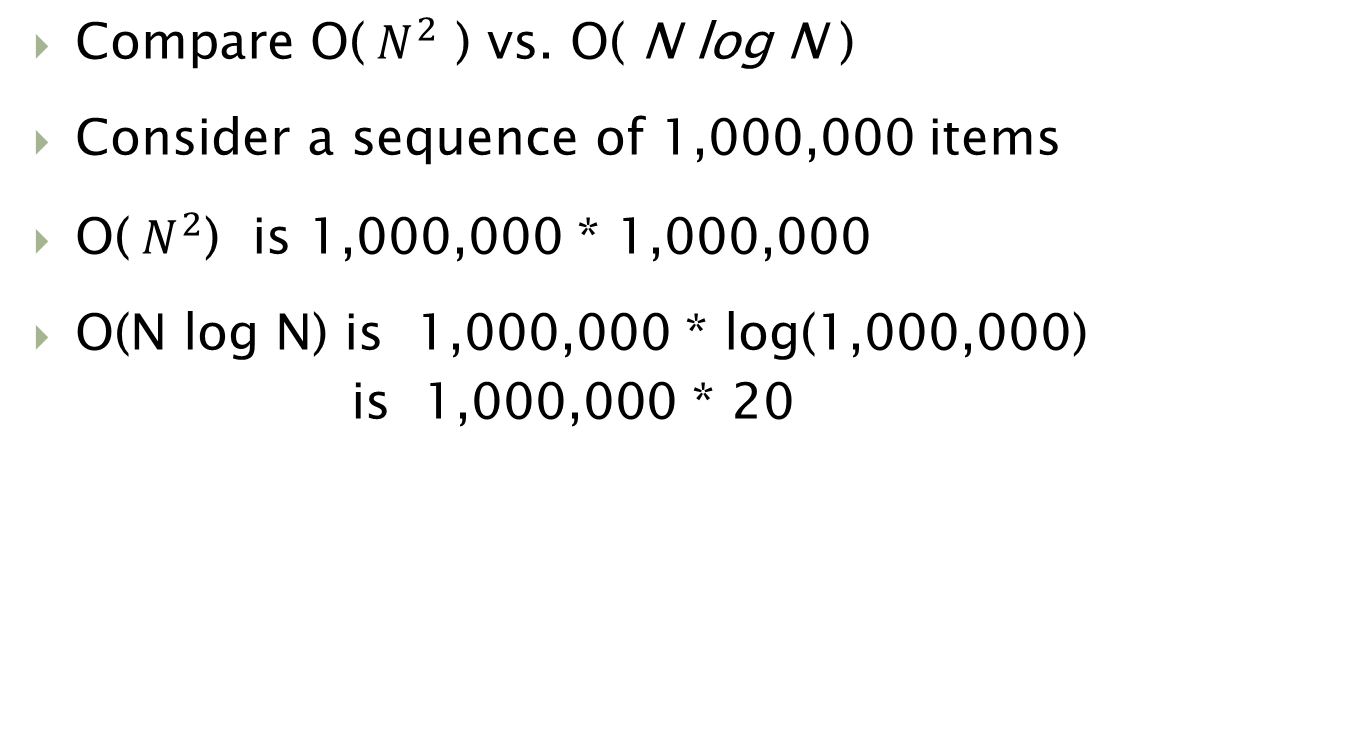 Compare O( N² ) vs. O( N log N )
Consider a sequence of 1,000,000 items
O( N²) is 1,000,000 * 1,000,000
O(N log N) is 1,000,000 * log(1,000,000)
is 1,000,000 * 20